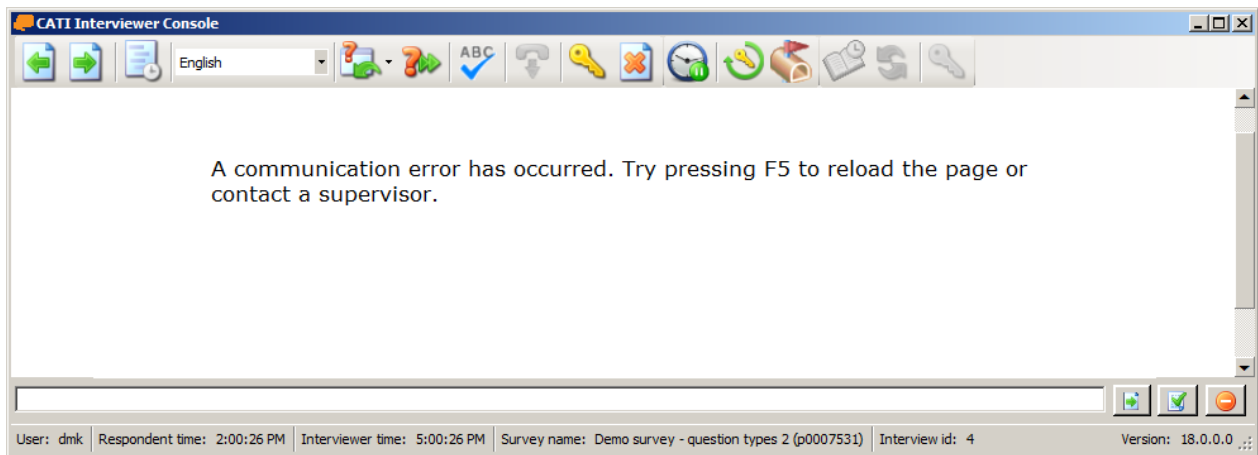 CATI Interviewer Console
English
ABC
A communication error has occurred. Try pressing F5 to reload the page or
contact a supervisor.
User: dmk Respondent time: 2:00:26 PM Interviewer time: 5:00:26 PM Survey name: Demo survey - question types 2 (p0007531) Interview id: 4 Version: 18.0.0.0